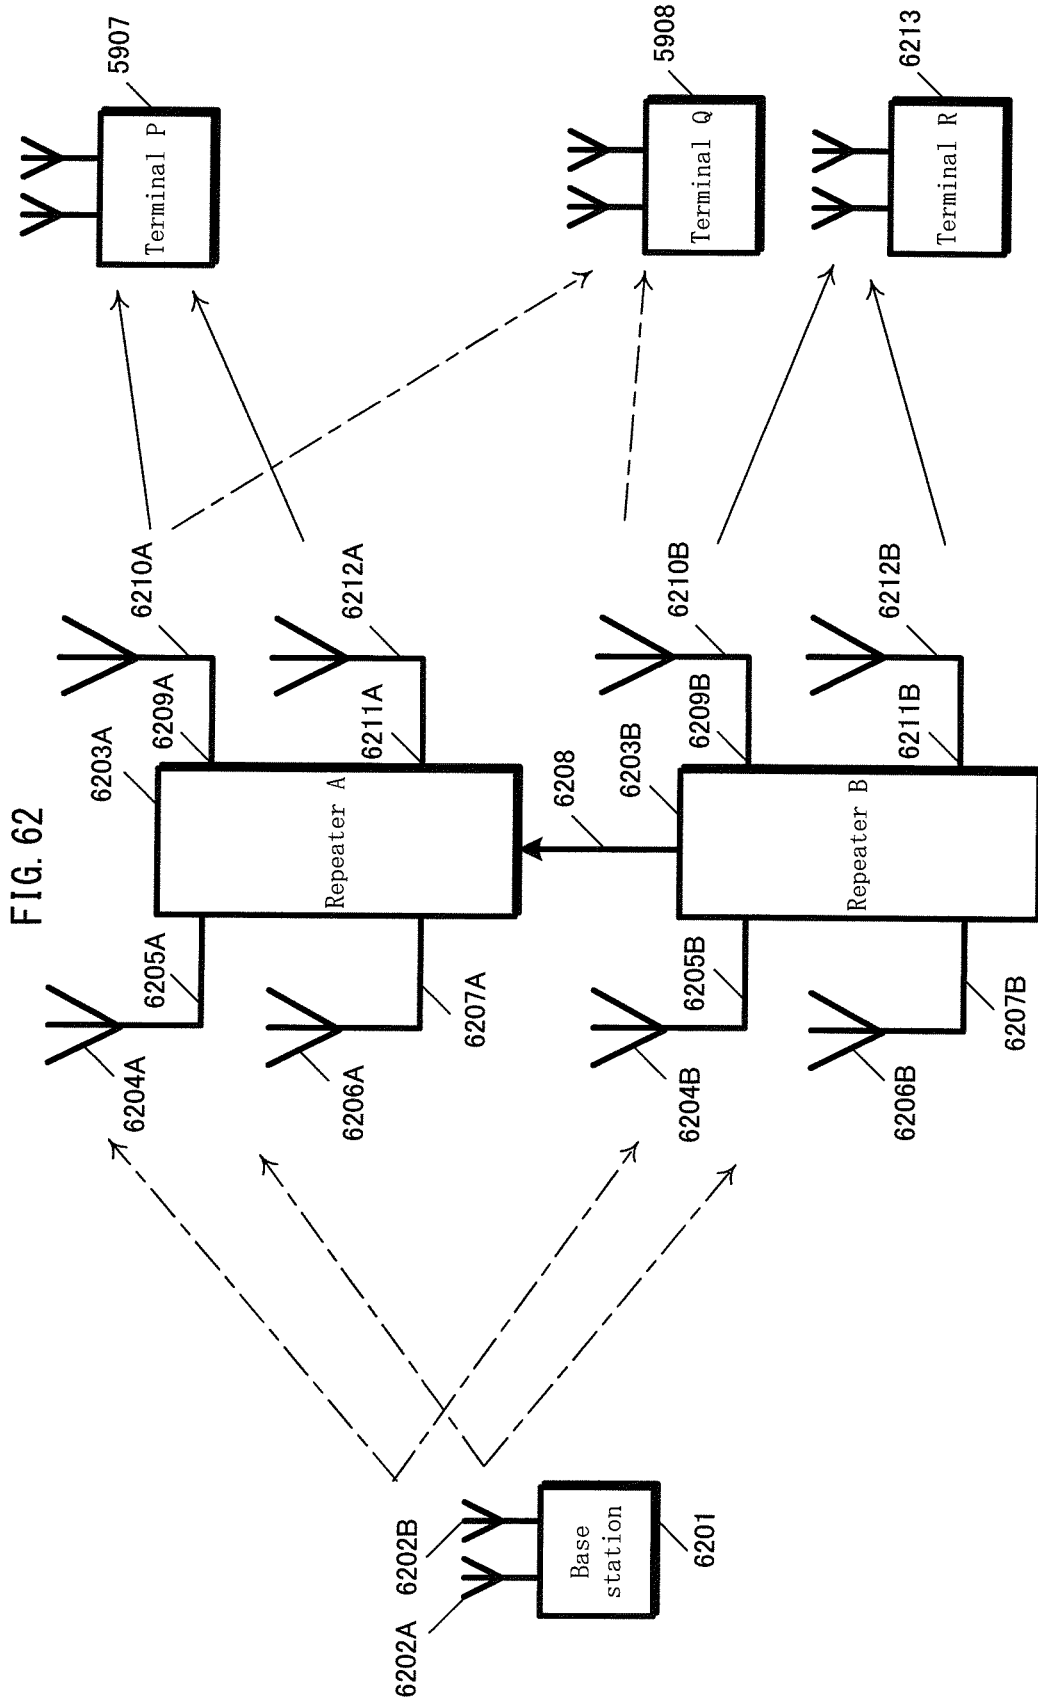 FIG. 62
6202A
6202B
Base
station
6201
6204A
6205A
6206A
6207A
6203A
Repeater A
6209A
6210A
6211A
6212A
6208
6204B
6205B
6206B
6207B
6203B
Repeater B
6209B
6210B
6211B
6212B
5907
Terminal P
5908
Terminal Q
6213
Terminal R